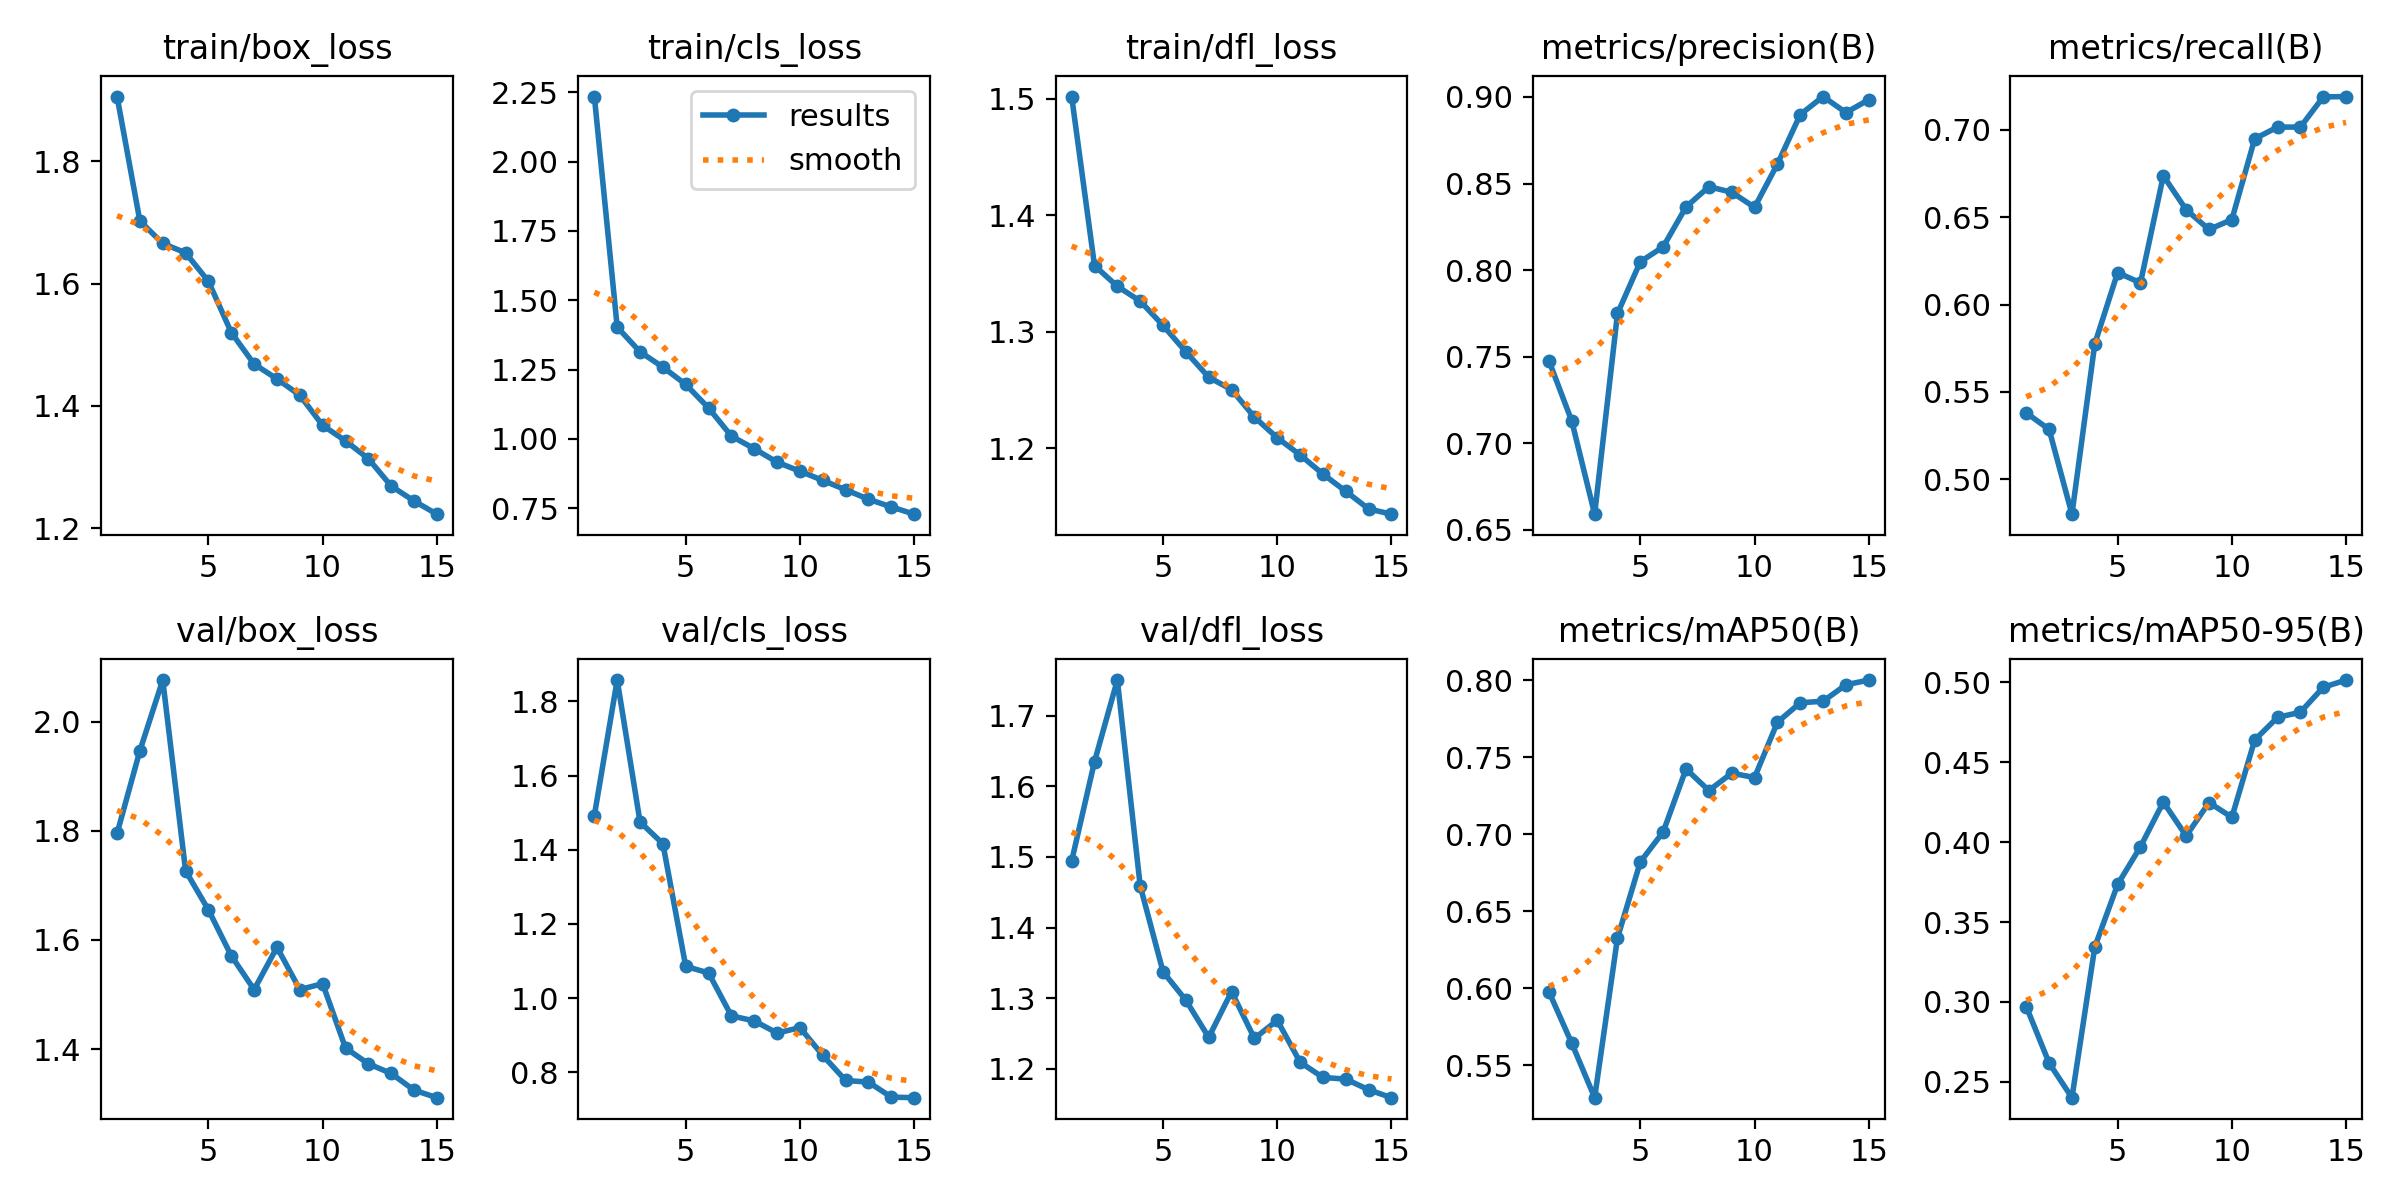 train/box_loss
train/cls_loss
train/dfl_loss
metrics/precision(B)
metrics/recall(B)
1.8
1.6
1.4
1.2
5 10 15
2.25
2.00
1.75
1.50
1.25
1.00
0.75
5 10 15
results
smooth
1.5
1.4
1.3
1.2
5 10 15
0.90
0.85
0.80
0.75
0.70
0.65
5 10 15
0.70
0.65
0.60
0.55
0.50
5 10 15
val/box_loss
val/cls_loss
val/dfl_loss
metrics/mAP50(B)
metrics/mAP50-95(B)
2.0
1.8
1.6
1.4
5 10 15
1.8
1.6
1.4
1.2
1.0
0.8
5 10 15
1.7
1.6
1.5
1.4
1.3
1.2
5 10 15
0.80
0.75
0.70
0.65
0.60
0.55
5 10 15
0.50
0.45
0.40
0.35
0.30
0.25
5 10 15